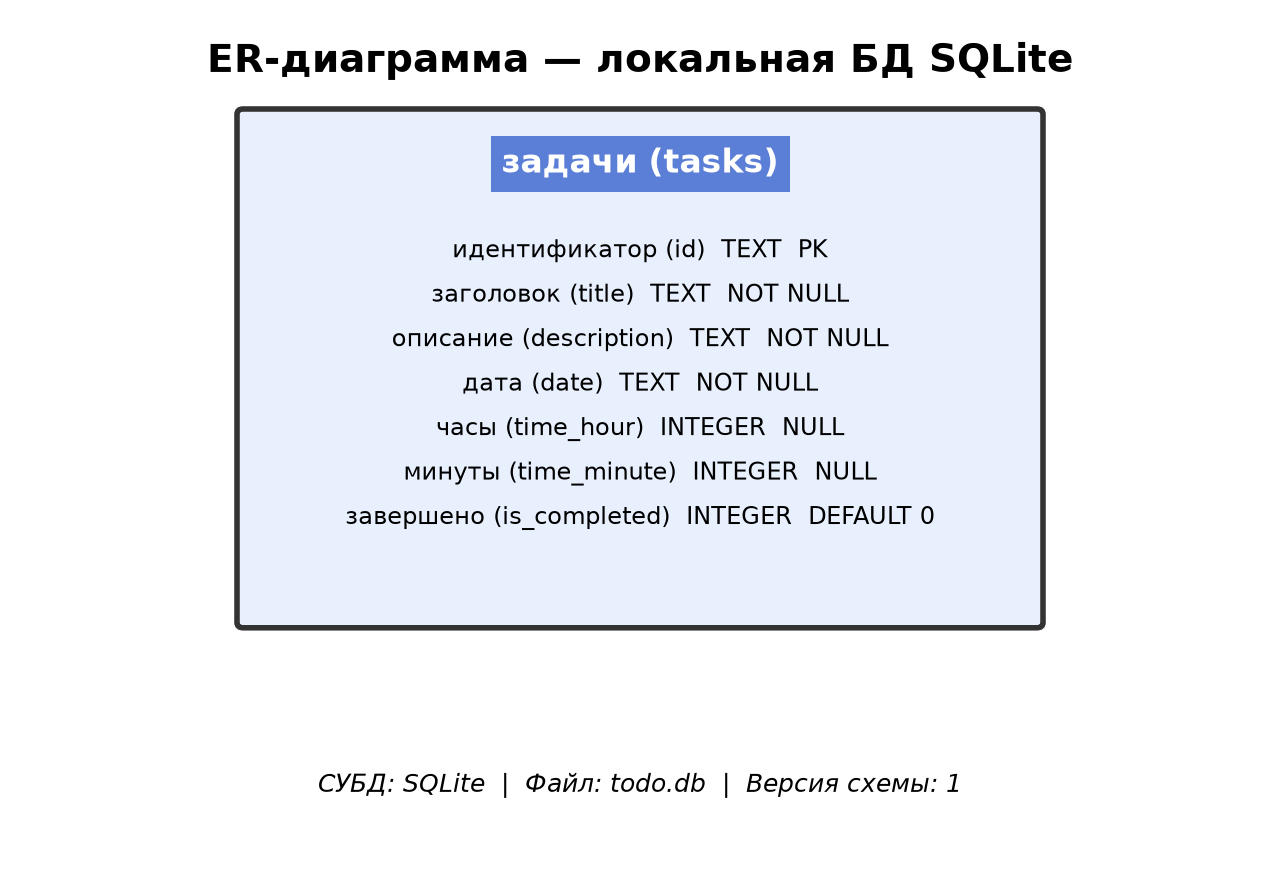 ER-диаграмма — локальная БД SQLite
задачи (tasks)
идентификатор (id)  TEXT  PK
заголовок (title)  TEXT  NOT NULL
описание (description)  TEXT  NOT NULL
дата (date)  TEXT  NOT NULL
часы (time_hour)  INTEGER  NULL
минуты (time_minute)  INTEGER  NULL
завершено (is_completed)  INTEGER  DEFAULT 0
СУБД: SQLite  |  Файл: todo.db  |  Версия схемы: 1